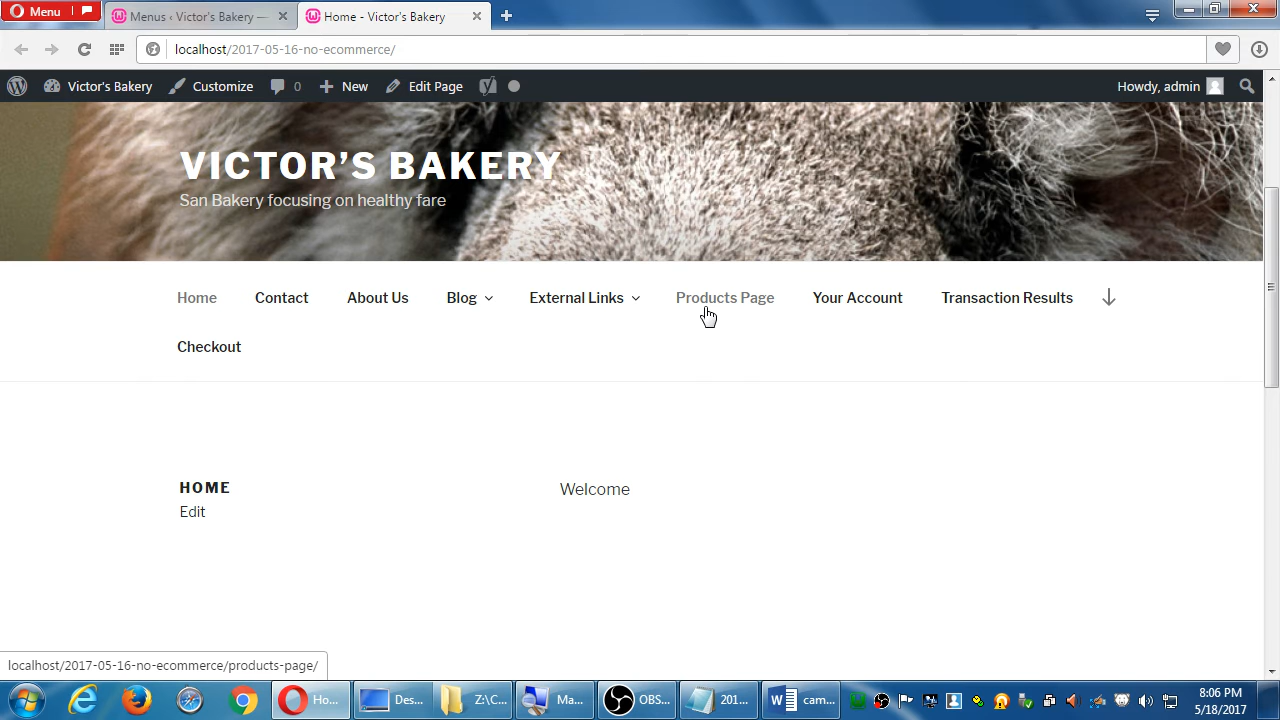 Menu
Menus ‹ Victor's Bakery —
Home - Victor's Bakery
localhost/2017-05-16-no-ecommerce/
Victor's Bakery
Customize
0
New
Edit Page
Howdy, admin
VICTOR’S BAKERY
San Bakery focusing on healthy fare
Home
Contact
About Us
Blog
External Links
Products Page
Your Account
Transaction Results
Checkout
HOME
Welcome
Edit
localhost/2017-05-16-no-ecommerce/products-page/
Ho...
Des...
Z:\C...
Ma...
OBS...
201...
cam...
8:06 PM
5/18/2017